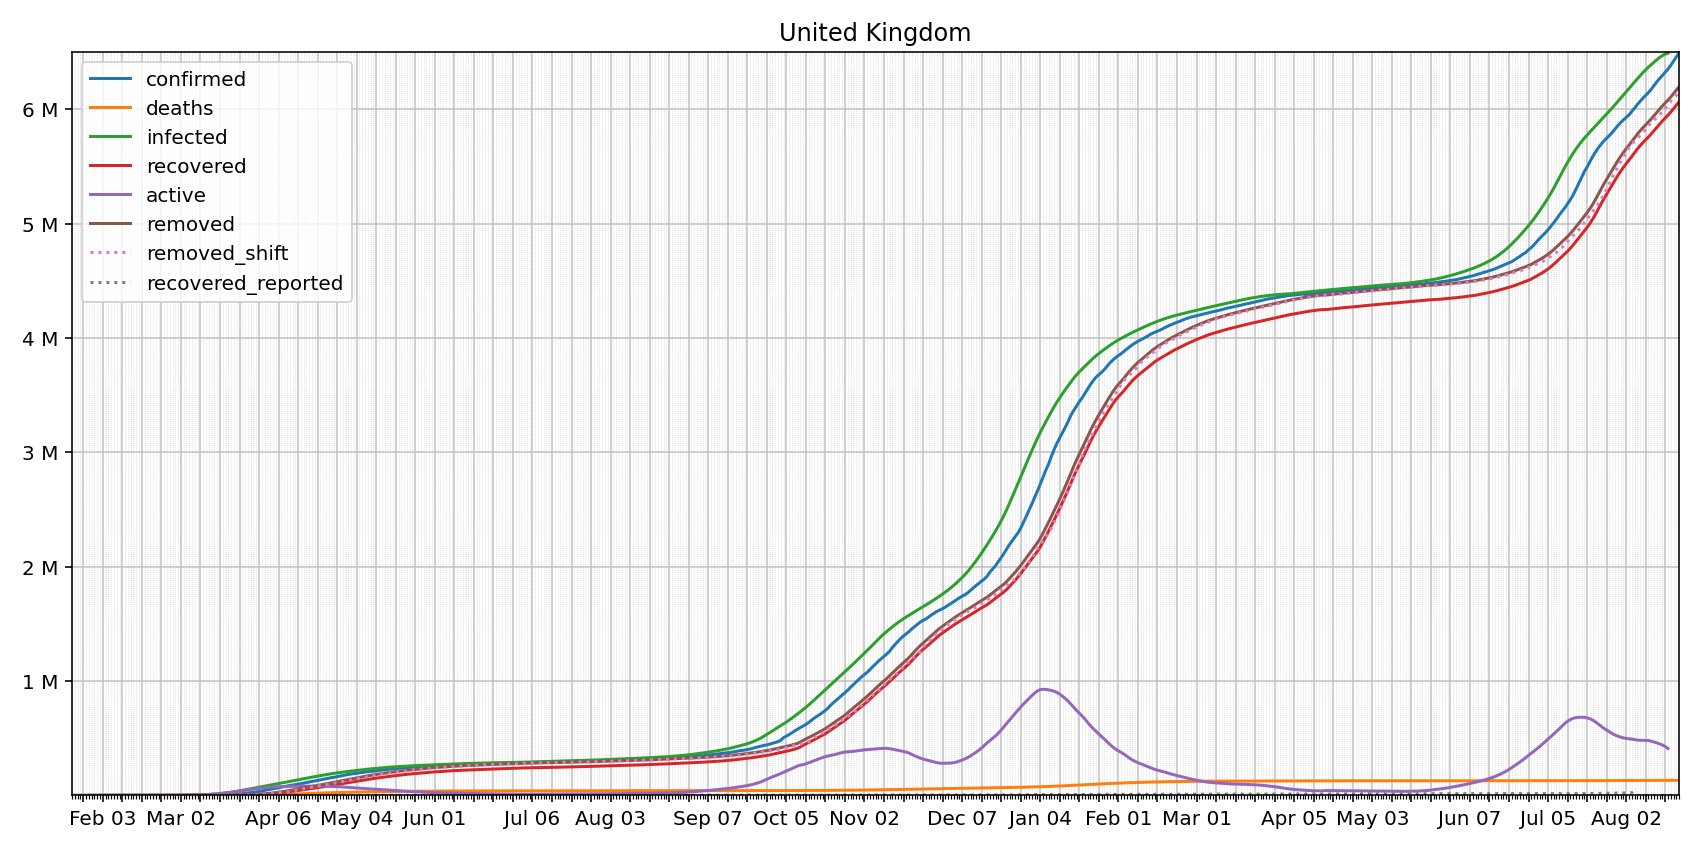 United Kingdom
confirmed
deaths
infected
recovered
active
removed
removed_shift
recovered_reported
6 M
5 M
4 M
3 M
2 M
1 M
Feb 03 Mar 02 Apr 06 May 04 Jun 01 Jul 06 Aug 03 Sep 07 Oct 05 Nov 02 Dec 07 Jan 04 Feb 01 Mar 01 Apr 05 May 03 Jun 07 Jul 05 Aug 02